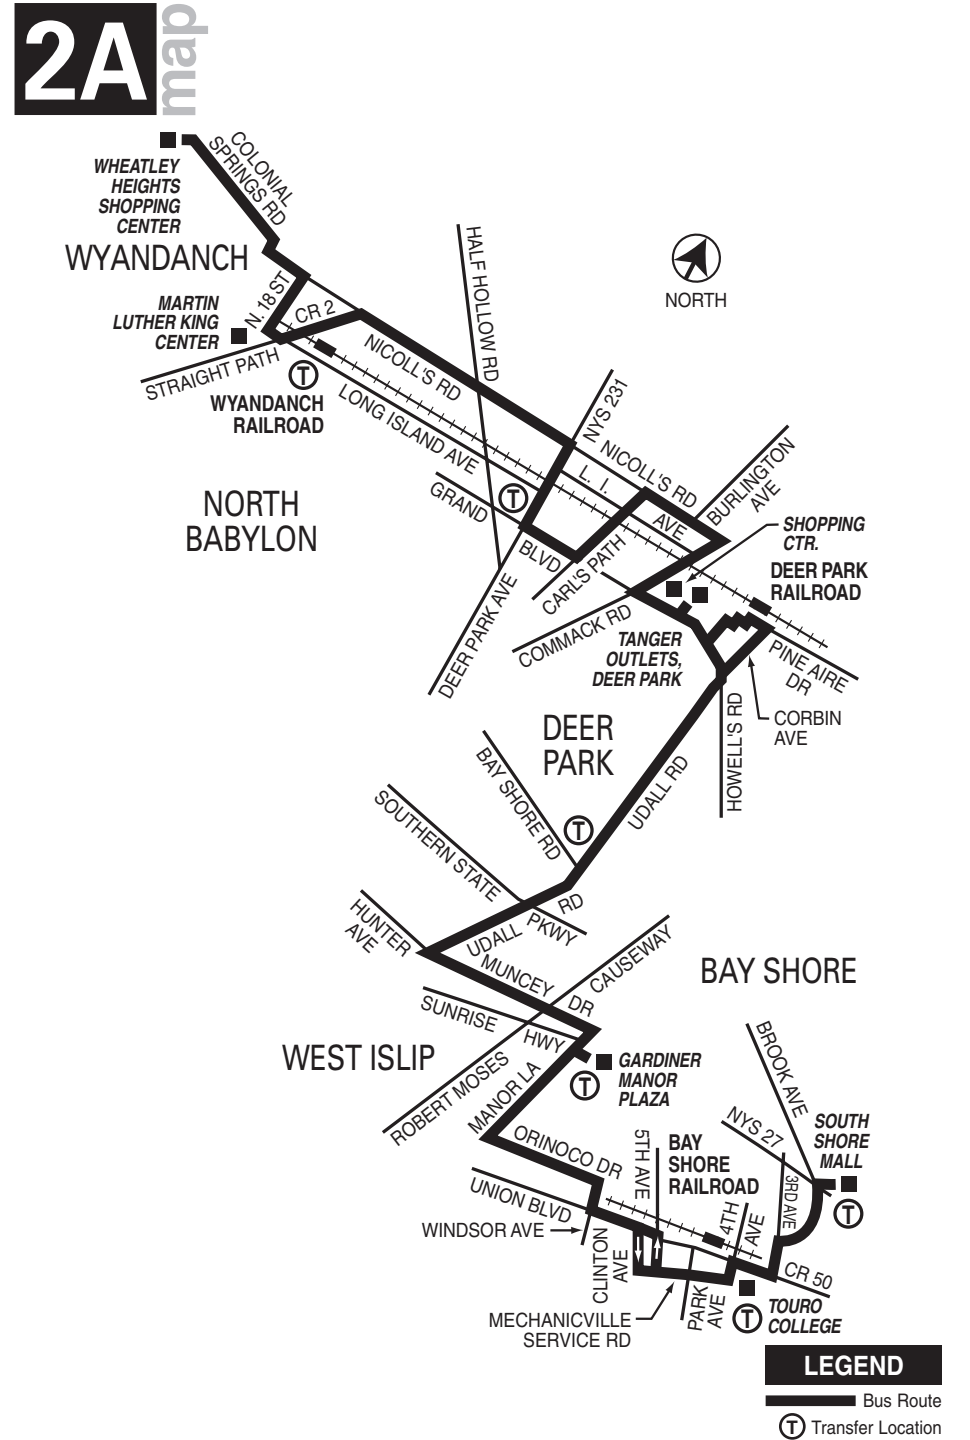 2A
map
COLONIAL
SPRINGS RD
WHEATLEY
HEIGHTS
SHOPPING
CENTER
WYANDANCH
HALF HOLLOW RD
NORTH
N. 18 ST
CR 2
MARTIN
LUTHER KING
CENTER
STRAIGHT PATH
T
WYANDANCH
RAILROAD
NICOLL'S RD
LONG ISLAND AVE
NYS 231
NICOLL'S RD
BURLINGTON
AVE
L. I.
AVE
NORTH
BABYLON
GRAND
BLVD
T
CARL'S PATH
SHOPPING
CTR.
DEER PARK
RAILROAD
DEER PARK AVE
COMMACK RD
TANGER
OUTLETS,
DEER PARK
PINE AIRE
DR
CORBIN
AVE
HOWELL'S RD
DEER
PARK
BAY SHORE RD
UDALL RD
T
SOUTHERN STATE
PKWY
HUNTER
AVE
UDALL
RD
MUNCEY
DR
CAUSEWAY
BAY SHORE
SUNRISE
HWY
WEST ISLIP
ROBERT MOSES
MANOR LA
GARDINER
MANOR
PLAZA
T
BROOK AVE
NYS 27
SOUTH
SHORE
MALL
T
ORINOCO DR
5TH AVE
BAY
SHORE
RAILROAD
4TH
AVE
3RD AVE
UNION BLVD
WINDSOR AVE
CLINTON
AVE
CR 50
MECHANICVILLE
SERVICE RD
PARK
AVE
T
TOURO
COLLEGE
LEGEND
Bus Route
T Transfer Location